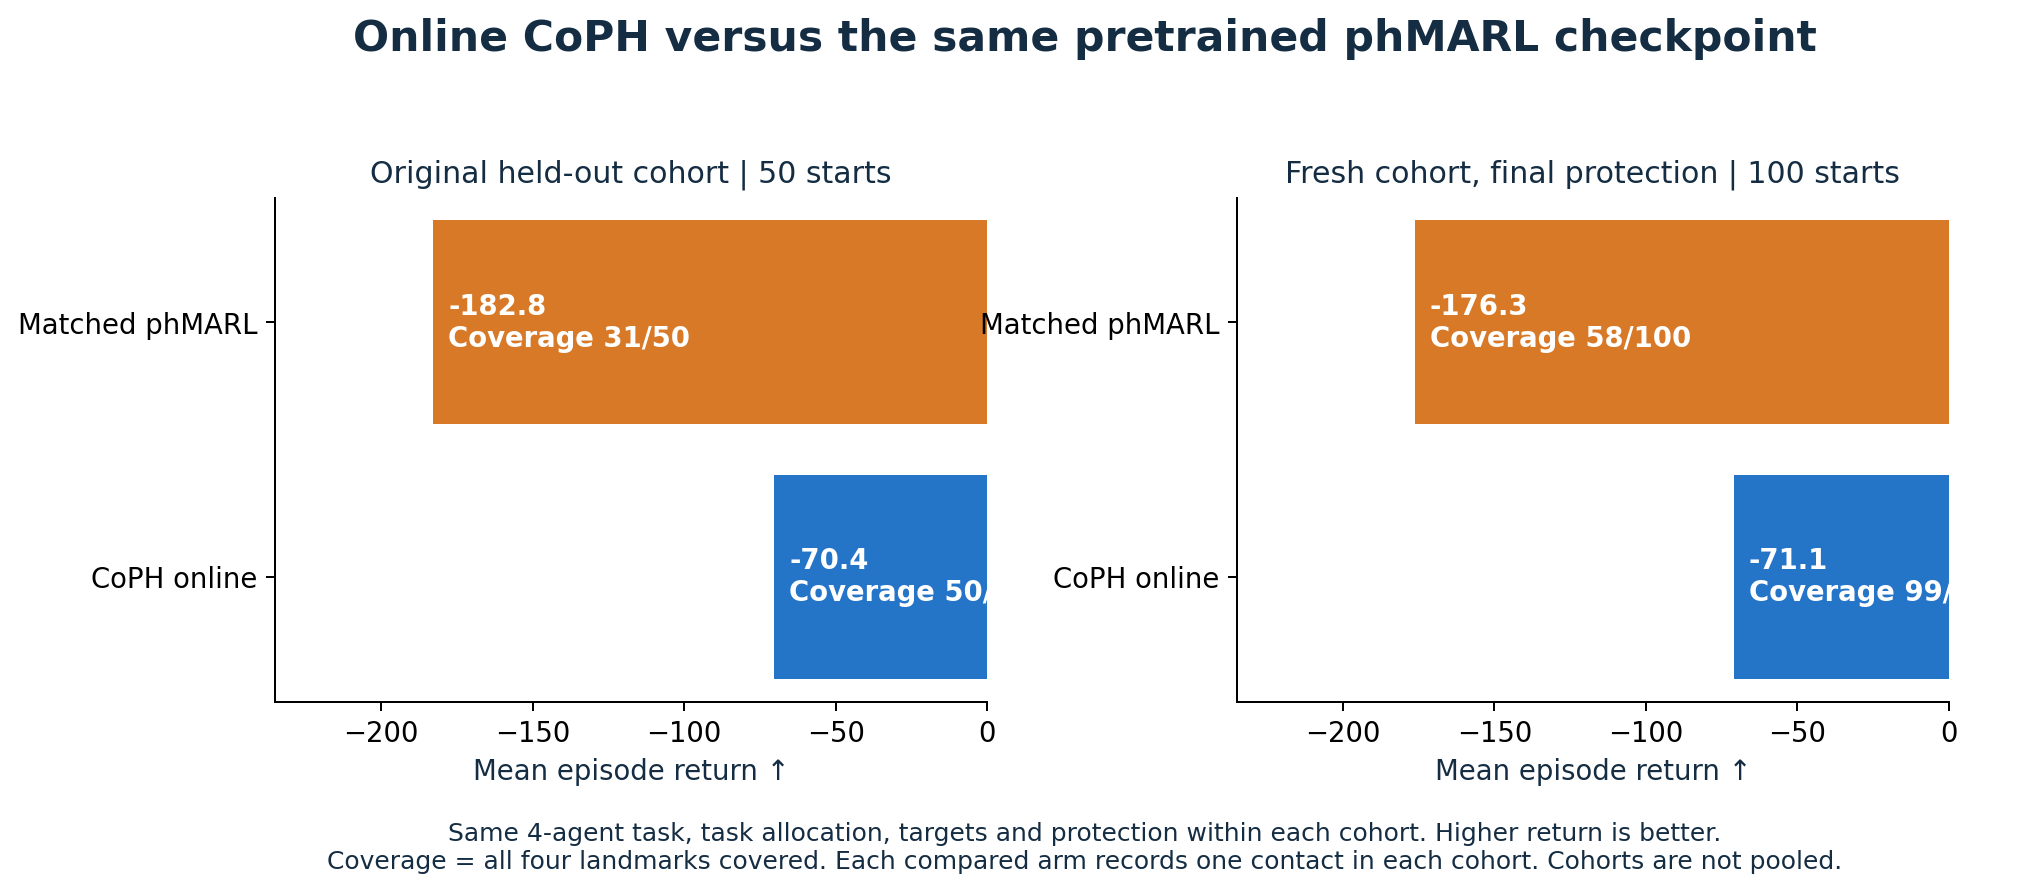 Online CoPH versus the same pretrained phMARL checkpoint
Original held-out cohort | 50 starts
Matched phMARL
-182.8
Coverage 31/50
CoPH online
-70.4
Coverage 50/
−200
−150
−100
−50
0
Mean episode return ↑
Fresh cohort, final protection | 100 starts
Matched phMARL
-176.3
Coverage 58/100
CoPH online
-71.1
Coverage 99/
−200
−150
−100
−50
0
Mean episode return ↑
Same 4-agent task, task allocation, targets and protection within each cohort. Higher return is better.
Coverage = all four landmarks covered. Each compared arm records one contact in each cohort. Cohorts are not pooled.